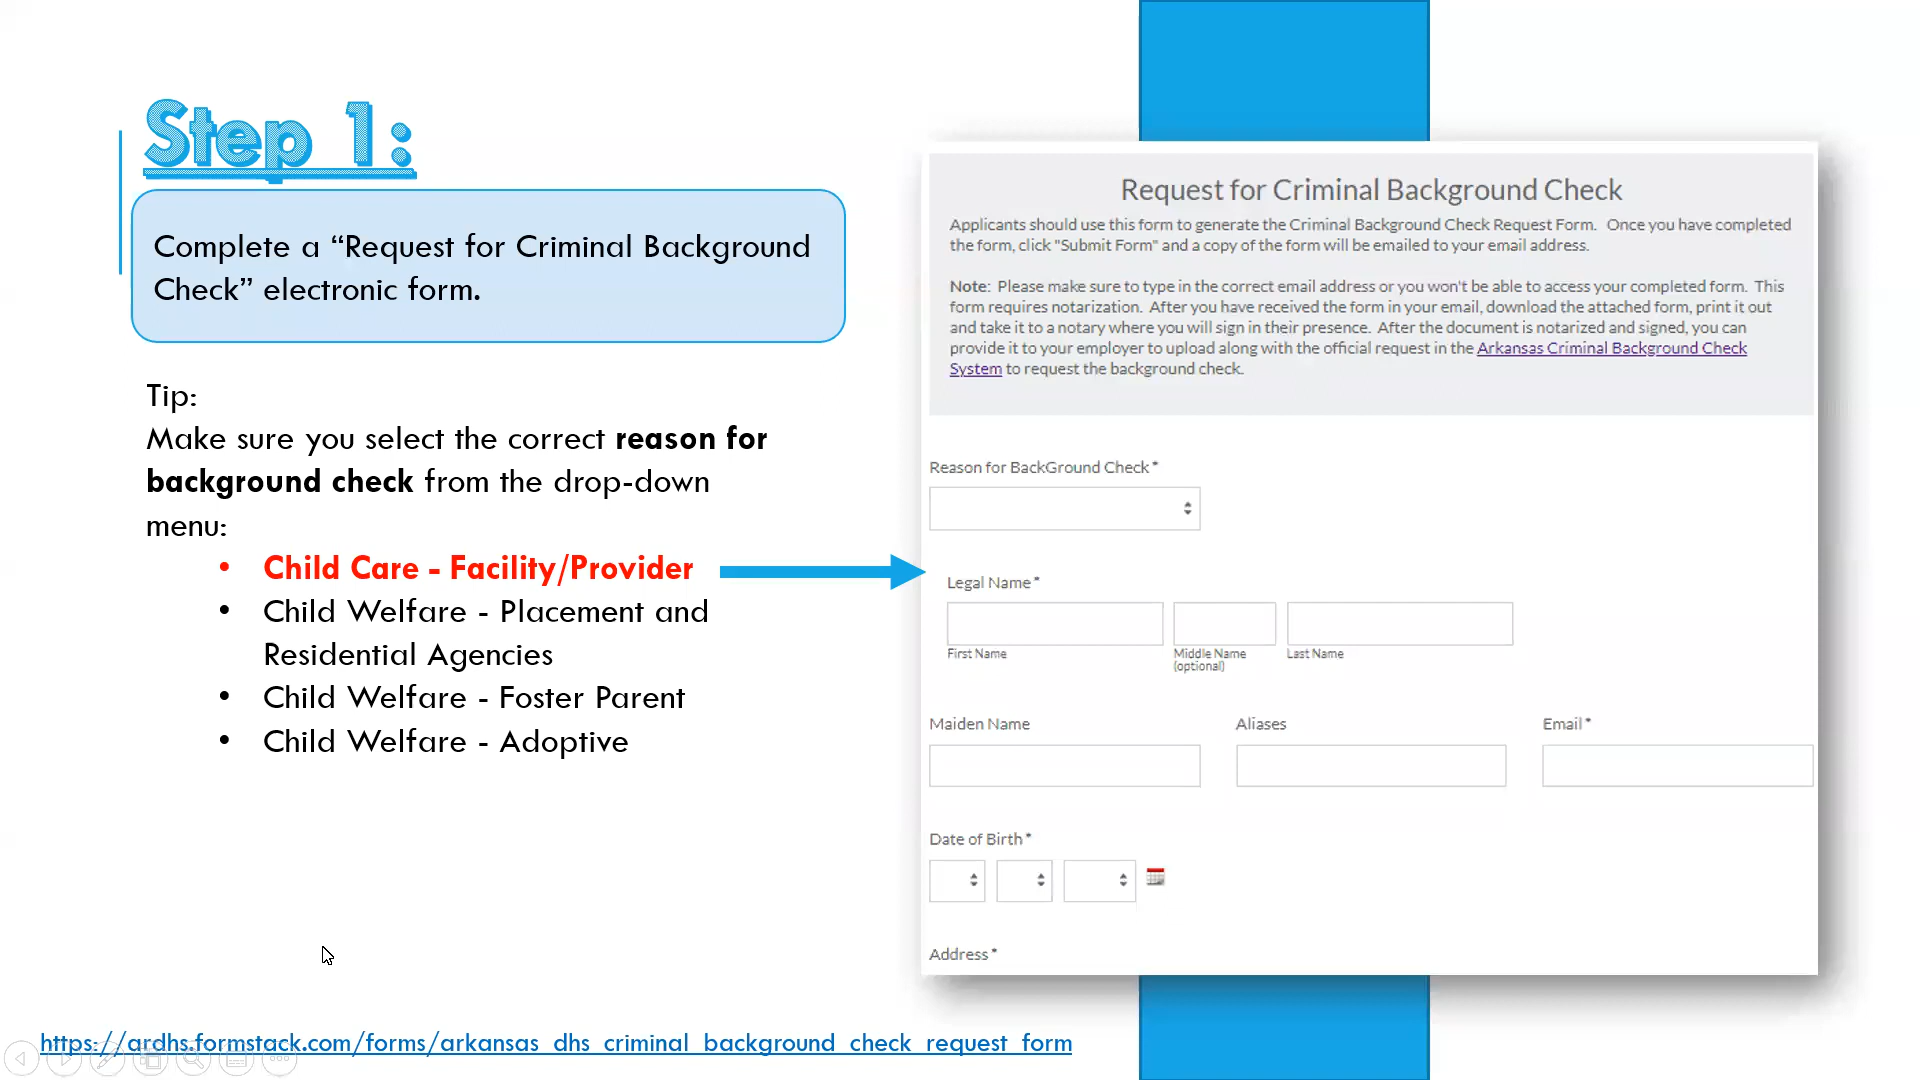 Step 1:
Complete a “Request for Criminal Background
Check” electronic form.
Tip:
Make sure you select the correct reason for
background check from the drop-down
menu:
• Child Care - Facility/Provider
• Child Welfare - Placement and
Residential Agencies
• Child Welfare - Foster Parent
• Child Welfare - Adoptive
https://ardhs.formstack.com/forms/arkansas_dhs_criminal_background_check_request_form
Request for Criminal Background Check
Applicants should use this form to generate the Criminal Background Check Request Form. Once you have completed
the form, click "Submit Form" and a copy of the form will be emailed to your email address.
Note: Please make sure to type in the correct email address or you won't be able to access your completed form. This
form requires notarization. After you have received the form in your email, download the attached form, print it out
and take it to a notary where you will sign in their presence. After the document is notarized and signed, you can
provide it to your employer to upload along with the official request in the Arkansas Criminal Background Check
System to request the background check.
Reason for BackGround Check*
Legal Name*
First Name
Middle Name
(optional)
Last Name
Maiden Name
Aliases
Email*
Date of Birth*
Address*